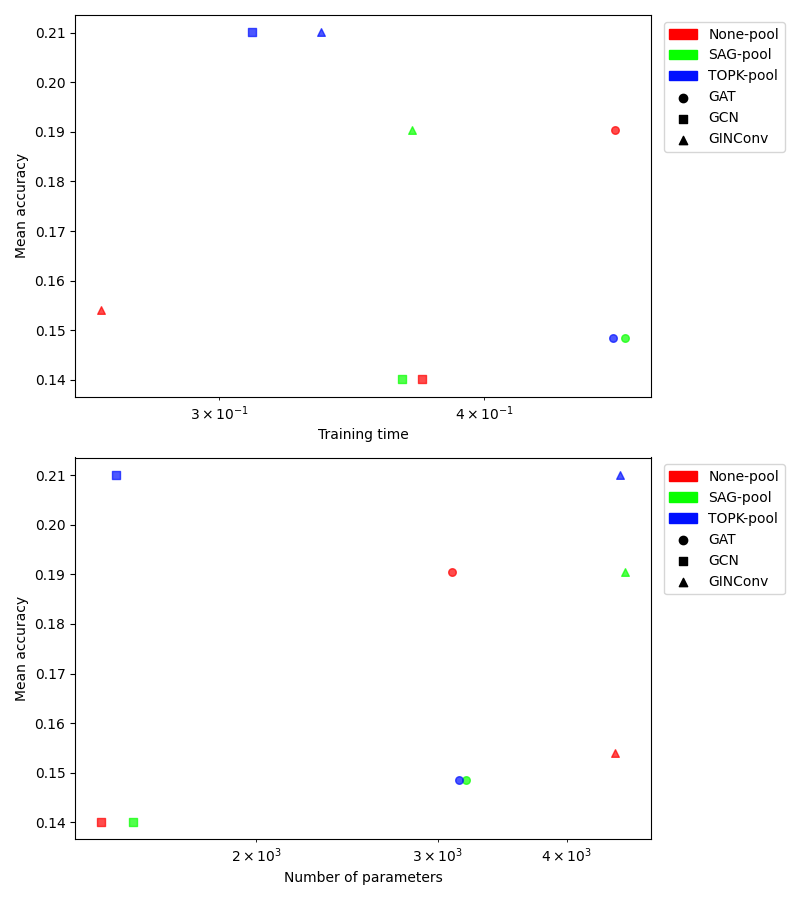 0.21
0.20
0.19
0.18
0.17
0.16
0.15
0.14
Mean accuracy
3 × 10⁻¹
4 × 10⁻¹
Training time
None-pool
SAG-pool
TOPK-pool
GAT
GCN
GINConv
0.21
0.20
0.19
0.18
0.17
0.16
0.15
0.14
Mean accuracy
2 × 10³
3 × 10³
4 × 10³
Number of parameters
None-pool
SAG-pool
TOPK-pool
GAT
GCN
GINConv